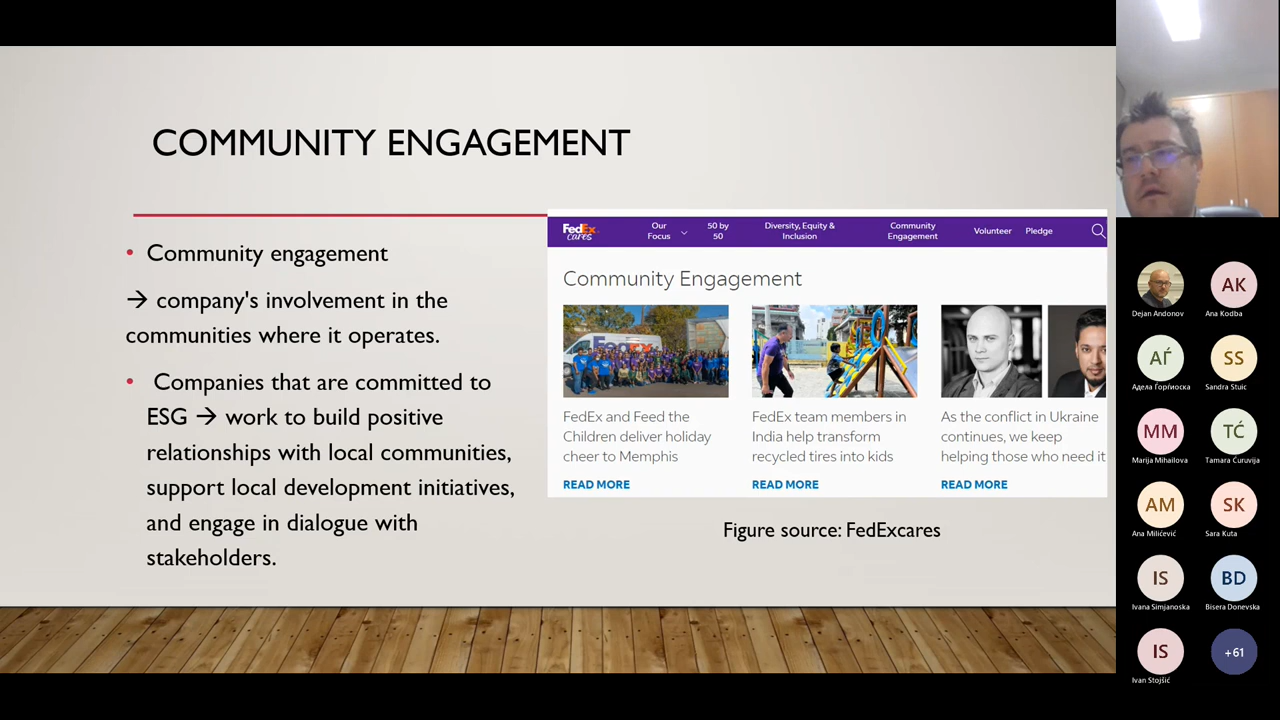 COMMUNITY ENGAGEMENT
• Community engagement
→ company's involvement in the
communities where it operates.
• Companies that are committed to
ESG → work to build positive
relationships with local communities,
support local development initiatives,
and engage in dialogue with
stakeholders.
FedEx
cares
Our
Focus
50 by
50
Diversity, Equity &
Inclusion
Community
Engagement
Volunteer
Pledge
Community Engagement
FedEx
FedEx and Feed the
Children deliver holiday
cheer to Memphis
READ MORE
FedEx team members in
India help transform
recycled tires into kids
READ MORE
As the conflict in Ukraine
continues, we keep
helping those who need it
READ MORE
Figure source: FedExcares
Dejan Andonov
AK
Ana Kodba
АЃ
Адела Ѓорѓиоска
SS
Sandra Stuic
MM
Marija Mihailova
TĆ
Tamara Ćuruvija
AM
Ana Milićević
SK
Sara Kuta
IS
Ivana Simjanoska
BD
Bisera Donevska
IS
Ivan Stojšić
+61